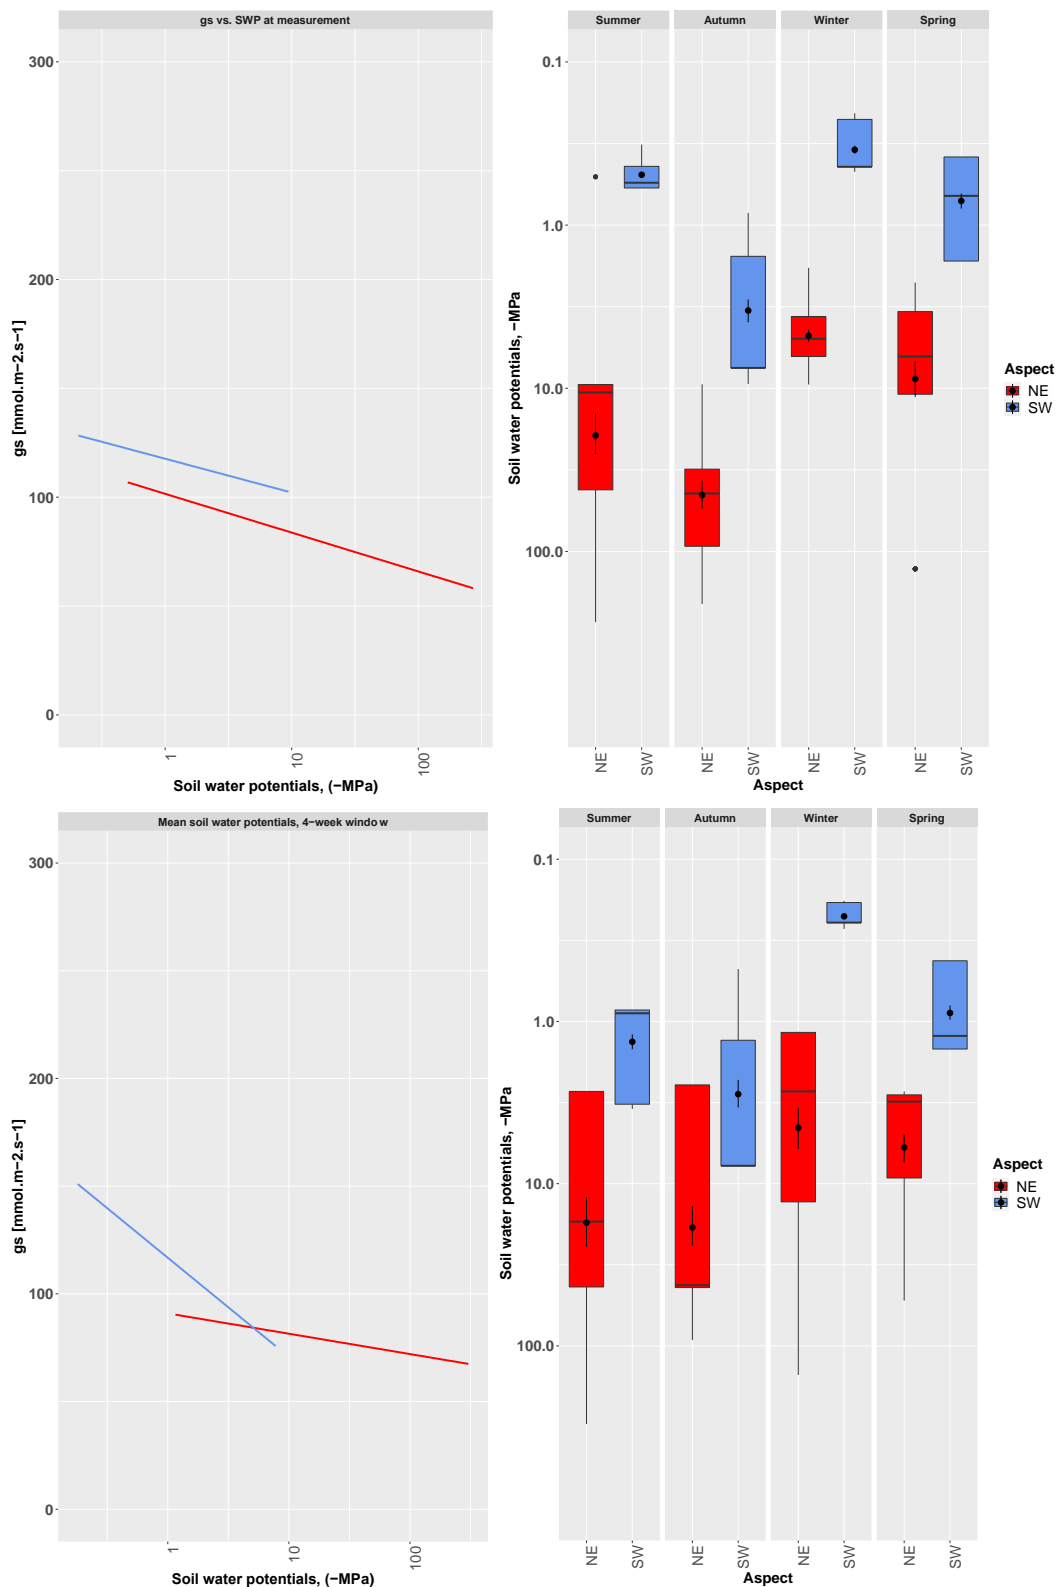 gs vs. SWP at measurement
300
200
100
0
gs [mmol.m−2.s−1]
1
10
100
Soil water potentials, (−MPa)
Summer
Autumn
Winter
Spring
0.1
1.0
10.0
100.0
Soil water potentials, −MPa
NE
SW
NE
SW
NE
SW
NE
SW
Aspect
Aspect
NE
SW
Mean soil water potentials, 4−week windo w
300
200
100
0
gs [mmol.m−2.s−1]
1
10
100
Soil water potentials, (−MPa)
Summer
Autumn
Winter
Spring
0.1
1.0
10.0
100.0
Soil water potentials, −MPa
NE
SW
NE
SW
NE
SW
NE
SW
Aspect
Aspect
NE
SW